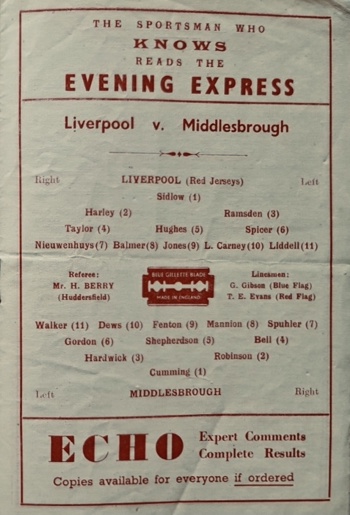 THE SPORTSMAN WHO
KNOWS
READS THE
EVENING EXPRESS
Liverpool v. Middlesbrough
Right LIVERPOOL (Red Jerseys) Left
Sidlow (1)
Harley (2) Ramsden (3)
Taylor (4) Hughes (5) Spicer (6)
Nieuwenhuys(7) Balmer(8) Jones(9) L. Carney(10) Liddell(11)
Referee:
Mr. H. BERRY
(Huddersfield)
BLUE GILLETTE BLADE
MADE IN ENGLAND
Linesmen:
G. Gibson (Blue Flag)
T. E. Evans (Red Flag)
Walker (11) Dews (10) Fenton (9) Mannion (8) Spuhler (7)
Gordon (6) Shepherdson (5) Bell (4)
Hardwick (3) Robinson (2)
Cumming (1)
Left MIDDLESBROUGH Right
ECHO Expert Comments
Complete Results
Copies available for everyone if ordered